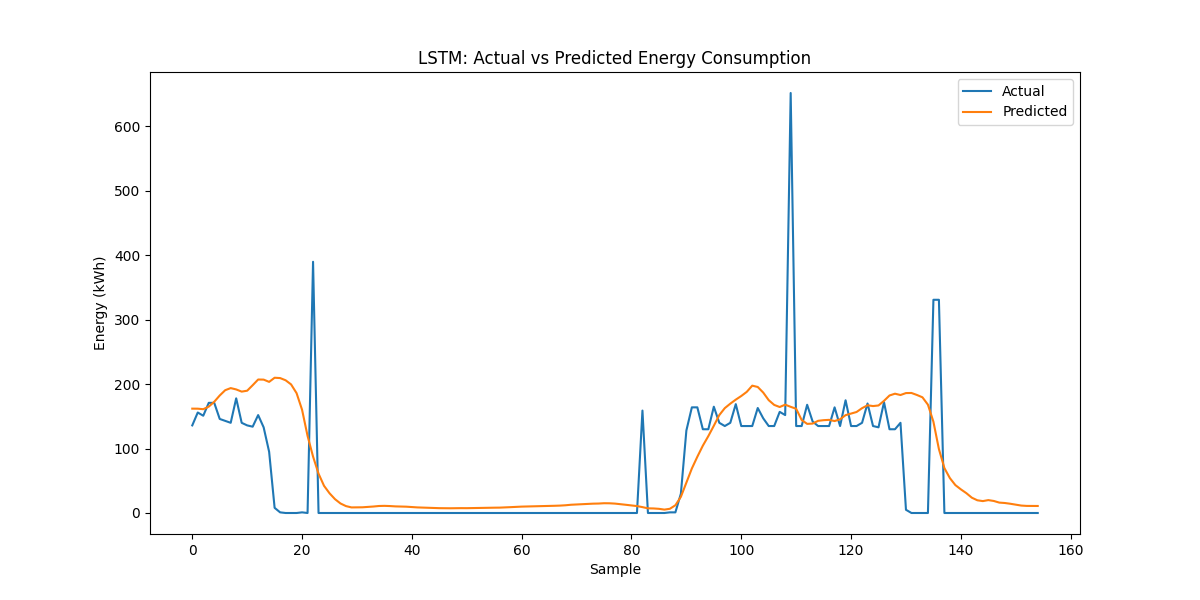 LSTM: Actual vs Predicted Energy Consumption
Actual
Predicted
Energy (kWh)
600
500
400
300
200
100
0
0 20 40 60 80 100 120 140 160
Sample